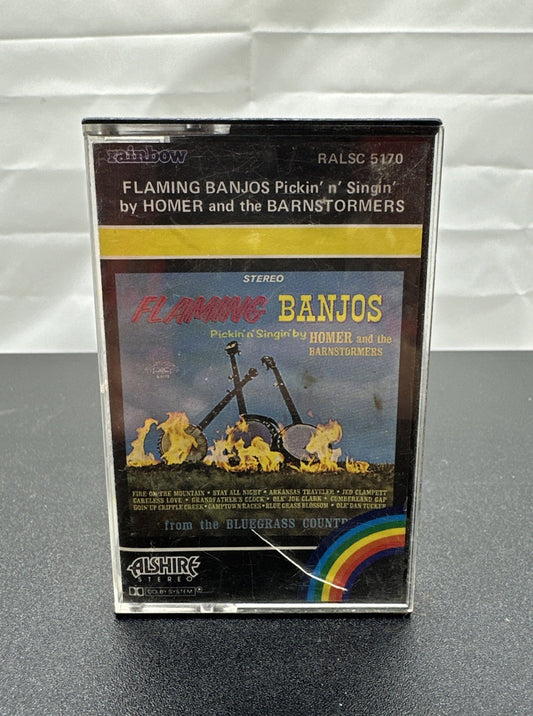 rainbow
RALSC 5170
FLAMING BANJOS Pickin' n' Singin'
by HOMER and the BARNSTORMERS
STEREO
FLAMING BANJOS
Pickin' n' Singin' by HOMER and the
BARNSTORMERS
FIRE ON THE MOUNTAIN • STAY ALL NIGHT • ARKANSAS TRAVELER • JED CLAMPETT
CARELESS LOVE • GRANDFATHER'S CLOCK • OLE' JOE CLARK • CUMBERLAND GAP
GOIN UP CRIPPLE CREEK • CAMPTOWN RACES • BLUE GRASS BLOSSOM • OLE' DAN TUCKER
from the BLUEGRASS COUNTR
ALSHIRE
STEREO
DOLBY SYSTEM ®